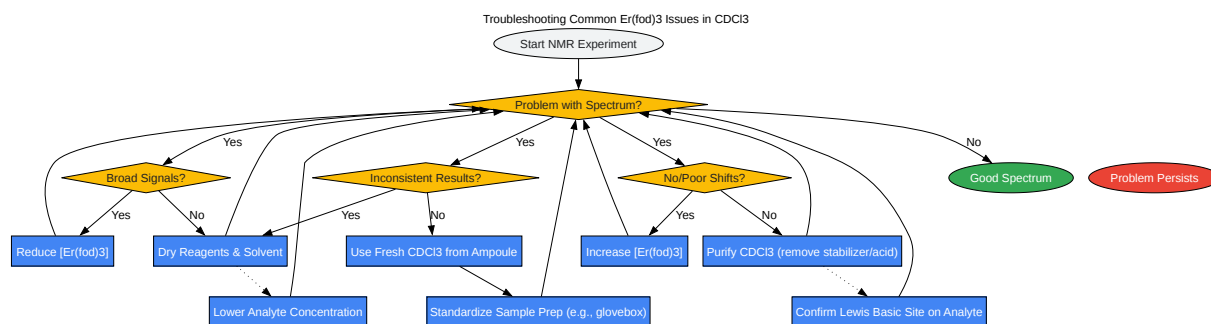 Troubleshooting Common Er(fod)3 Issues in CDCl3
Start NMR Experiment
Problem with Spectrum?
Yes
Yes
Yes
No
Broad Signals?
Inconsistent Results?
No/Poor Shifts?
Good Spectrum
Problem Persists
Yes
No
Yes
No
Yes
No
Reduce [Er(fod)3]
Dry Reagents & Solvent
Use Fresh CDCl3 from Ampoule
Increase [Er(fod)3]
Purify CDCl3 (remove stabilizer/acid)
Lower Analyte Concentration
Standardize Sample Prep (e.g., glovebox)
Confirm Lewis Basic Site on Analyte